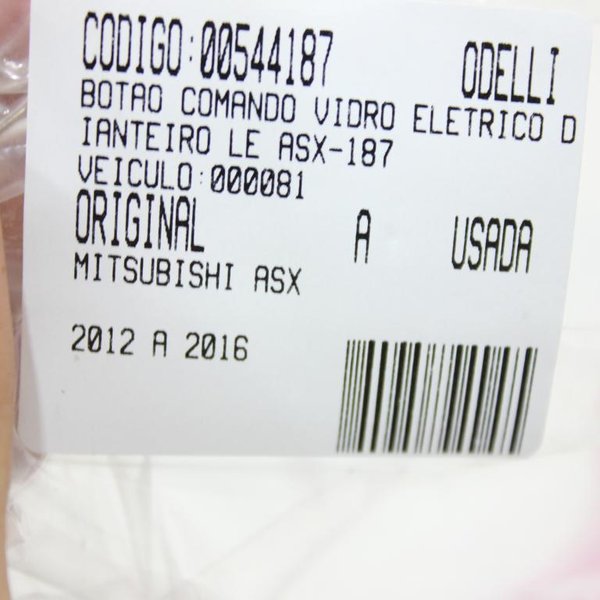 CODIGO:00544187 ODELLI
BOTAO COMANDO VIDRO ELETRICO D
IANTEIRO LE ASX-187
VEICULO:000081
ORIGINAL A USADA
MITSUBISHI ASX
2012 A 2016